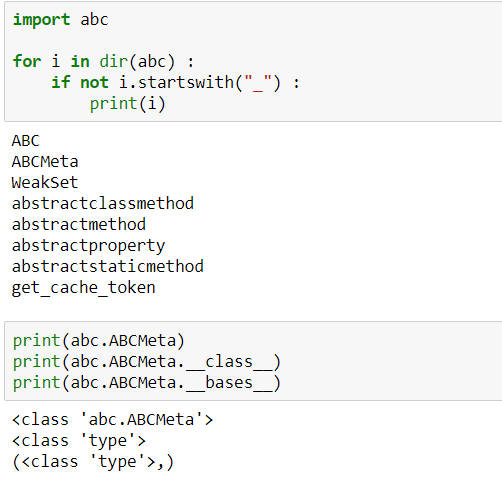 import abc
for i in dir(abc) :
    if not i.startswith("_") :
        print(i)
ABC
ABCMeta
WeakSet
abstractclassmethod
abstractmethod
abstractproperty
abstractstaticmethod
get_cache_token
print(abc.ABCMeta)
print(abc.ABCMeta.__class__)
print(abc.ABCMeta.__bases__)
<class 'abc.ABCMeta'>
<class 'type'>
(<class 'type'>,)